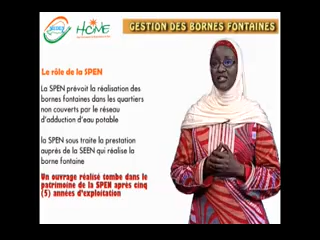 HOME
GESTION DES BORNES FONTAINES
Le rôle de la SPEN
La SPEN prévoit la réalisation des
bornes fontaines dans les quartiers
non couverts par le réseau
d'adduction d'eau potable
la SPEN sous traite la prestation
auprès de la SEEN qui réalise la
borne fontaine
Un ouvrage réalisé tombe dans le
patrimoine de la SPEN après cinq
(5) années d'exploitation